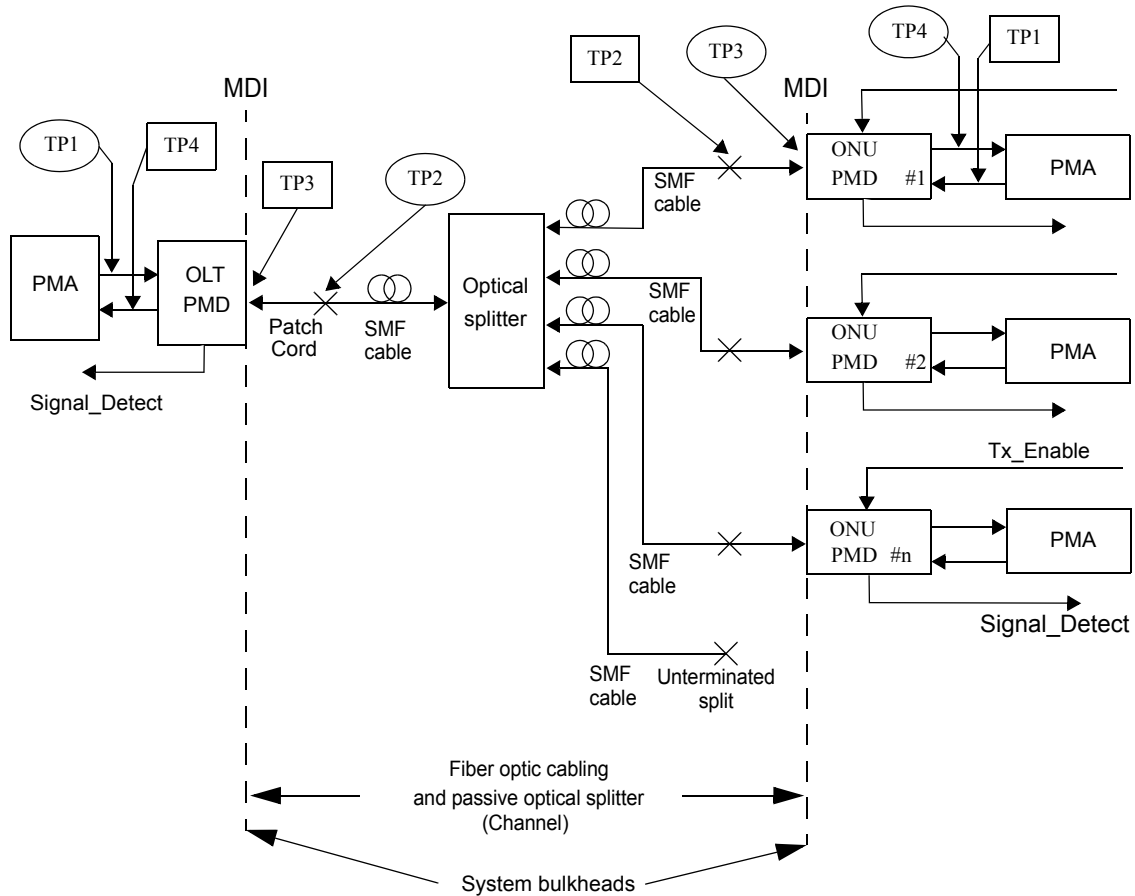 TP4
TP1
TP2
TP3
MDI
MDI
TP1
TP4
TP3
TP2
ONU
PMD #1
PMA
SMF
cable
PMA
OLT
PMD
Optical
splitter
Patch
Cord
SMF
cable
SMF
cable
ONU
PMD #2
PMA
Signal_Detect
Tx_Enable
ONU
PMD #n
PMA
SMF
cable
Signal_Detect
SMF
cable
Unterminated
split
Fiber optic cabling
and passive optical splitter
(Channel)
System bulkheads